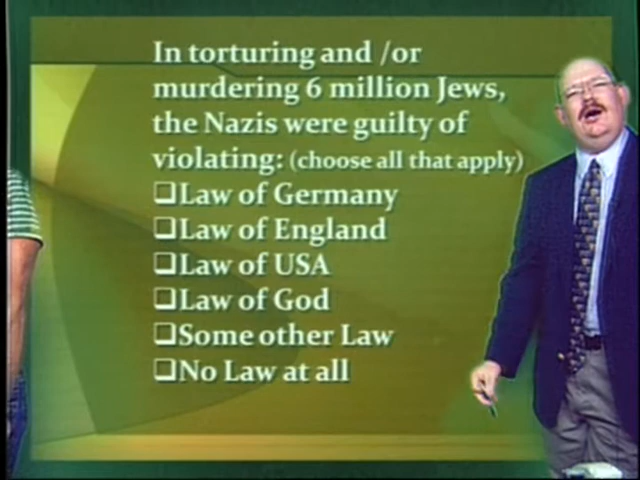 In torturing and /or
murdering 6 million Jews,
the Nazis were guilty of
violating: (choose all that apply)
❑Law of Germany
❑Law of England
❑Law of USA
❑Law of God
❑Some other Law
❑No Law at all